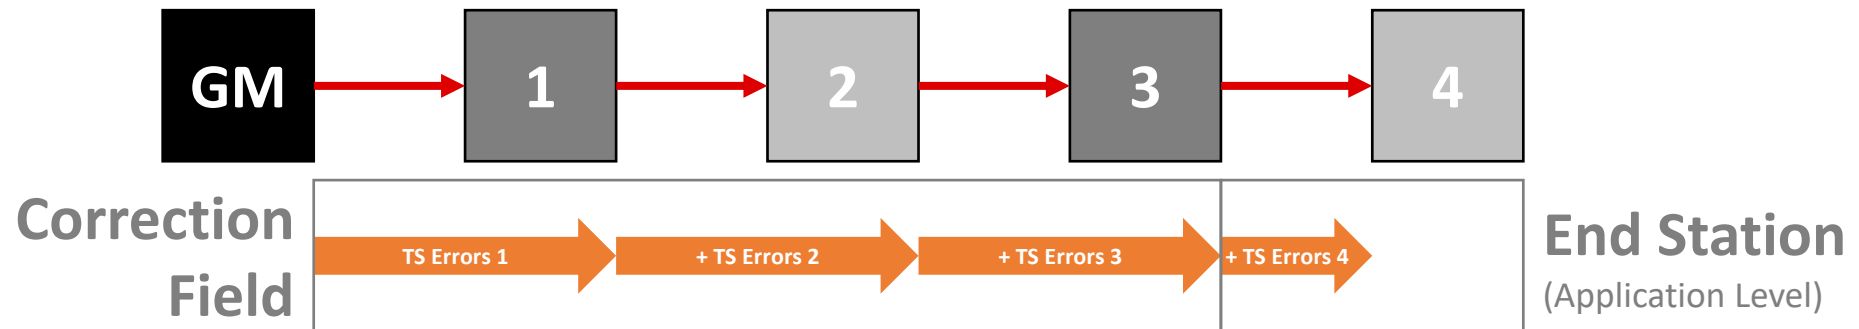 GM
1
2
3
4
Correction
Field
TS Errors 1
+ TS Errors 2
+ TS Errors 3
+ TS Errors 4
End Station
(Application Level)